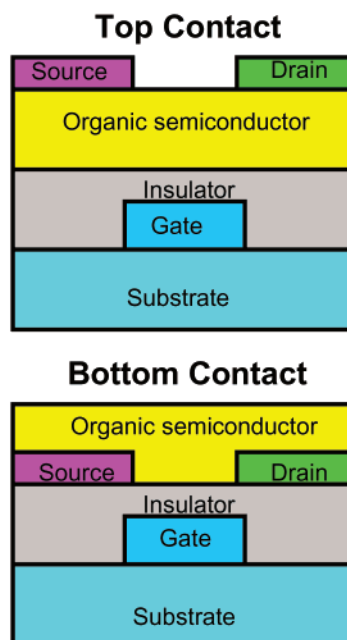 Top Contact
Source Drain
Organic semiconductor
Insulator
Gate
Substrate
Bottom Contact
Organic semiconductor
Source Drain
Insulator
Gate
Substrate